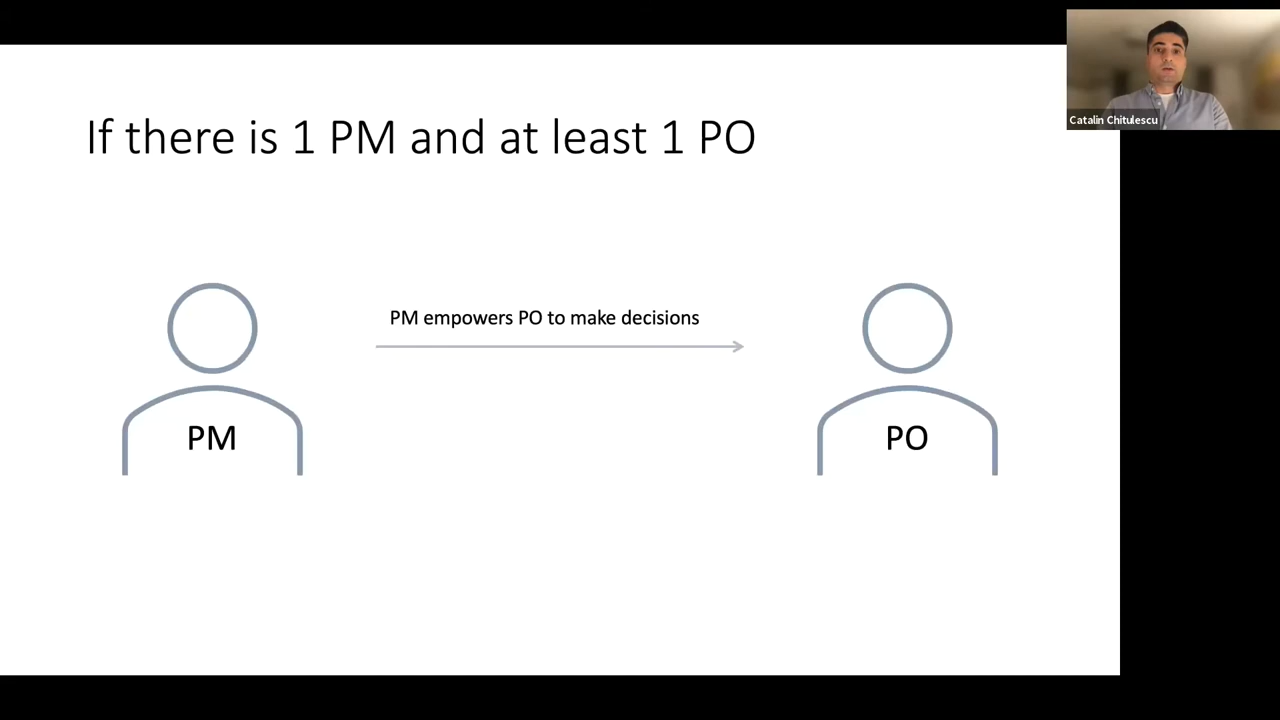 If there is 1 PM and at least 1 PO
Catalin Chitulescu
PM empowers PO to make decisions
PM
PO